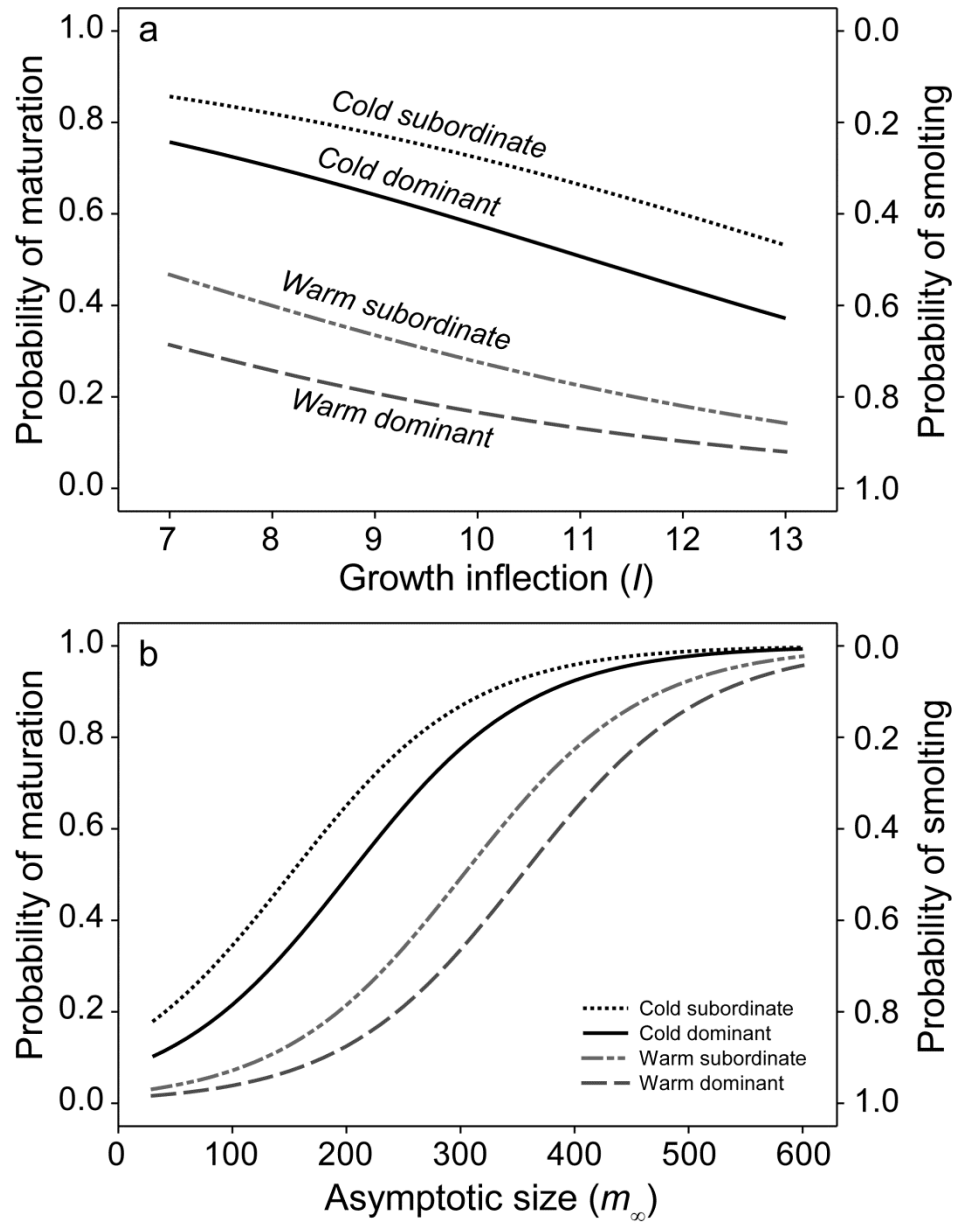 a
Probability of maturation
1.0
0.8
0.6
0.4
0.2
0.0
Cold subordinate
Cold dominant
Warm subordinate
Warm dominant
0.0
0.2
0.4
0.6
0.8
1.0
Probability of smolting
7 8 9 10 11 12 13
Growth inflection (I)
b
Probability of maturation
1.0
0.8
0.6
0.4
0.2
0.0
Cold subordinate
Cold dominant
Warm subordinate
Warm dominant
0.0
0.2
0.4
0.6
0.8
1.0
Probability of smolting
0 100 200 300 400 500 600
Asymptotic size (m∞)